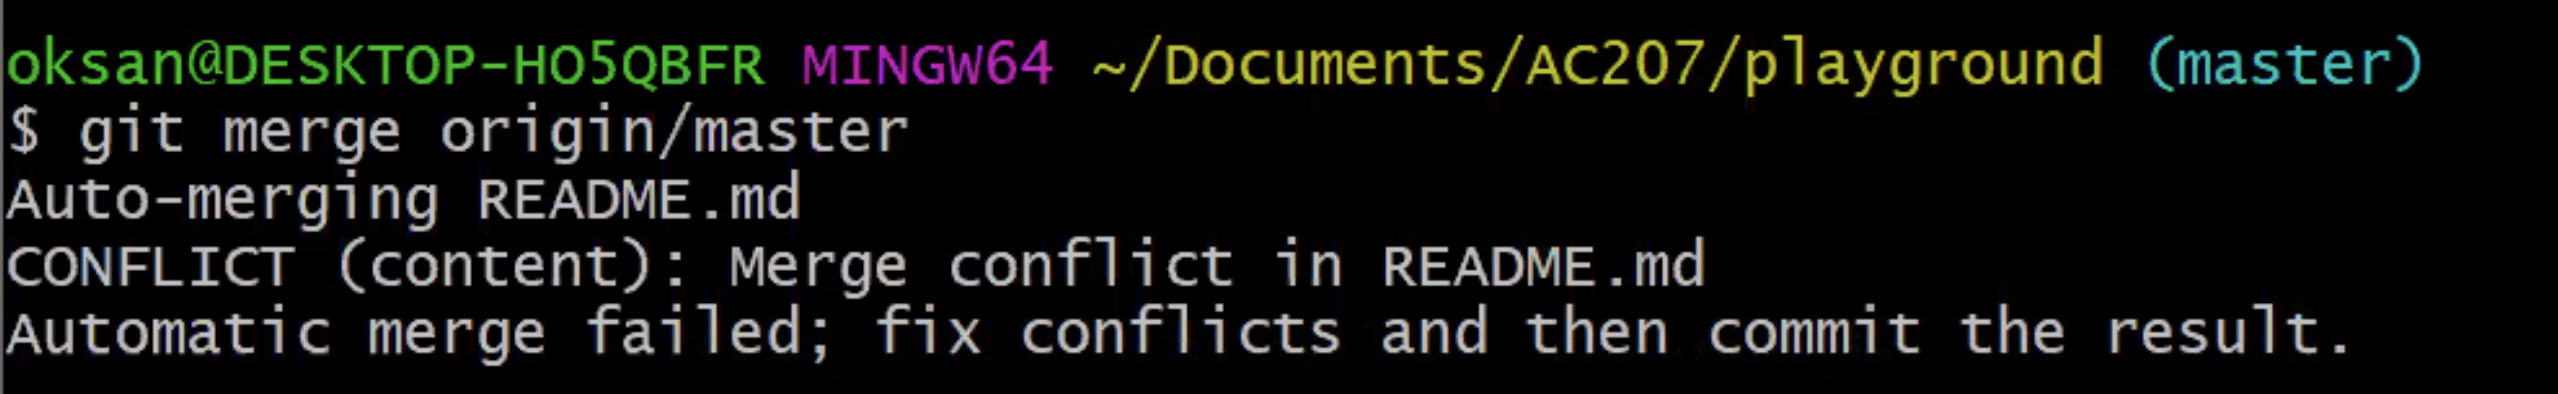 oksan@DESKTOP-HO5QBFR MINGW64 ~/Documents/AC207/playground (master)
$ git merge origin/master
Auto-merging README.md
CONFLICT (content): Merge conflict in README.md
Automatic merge failed; fix conflicts and then commit the result.